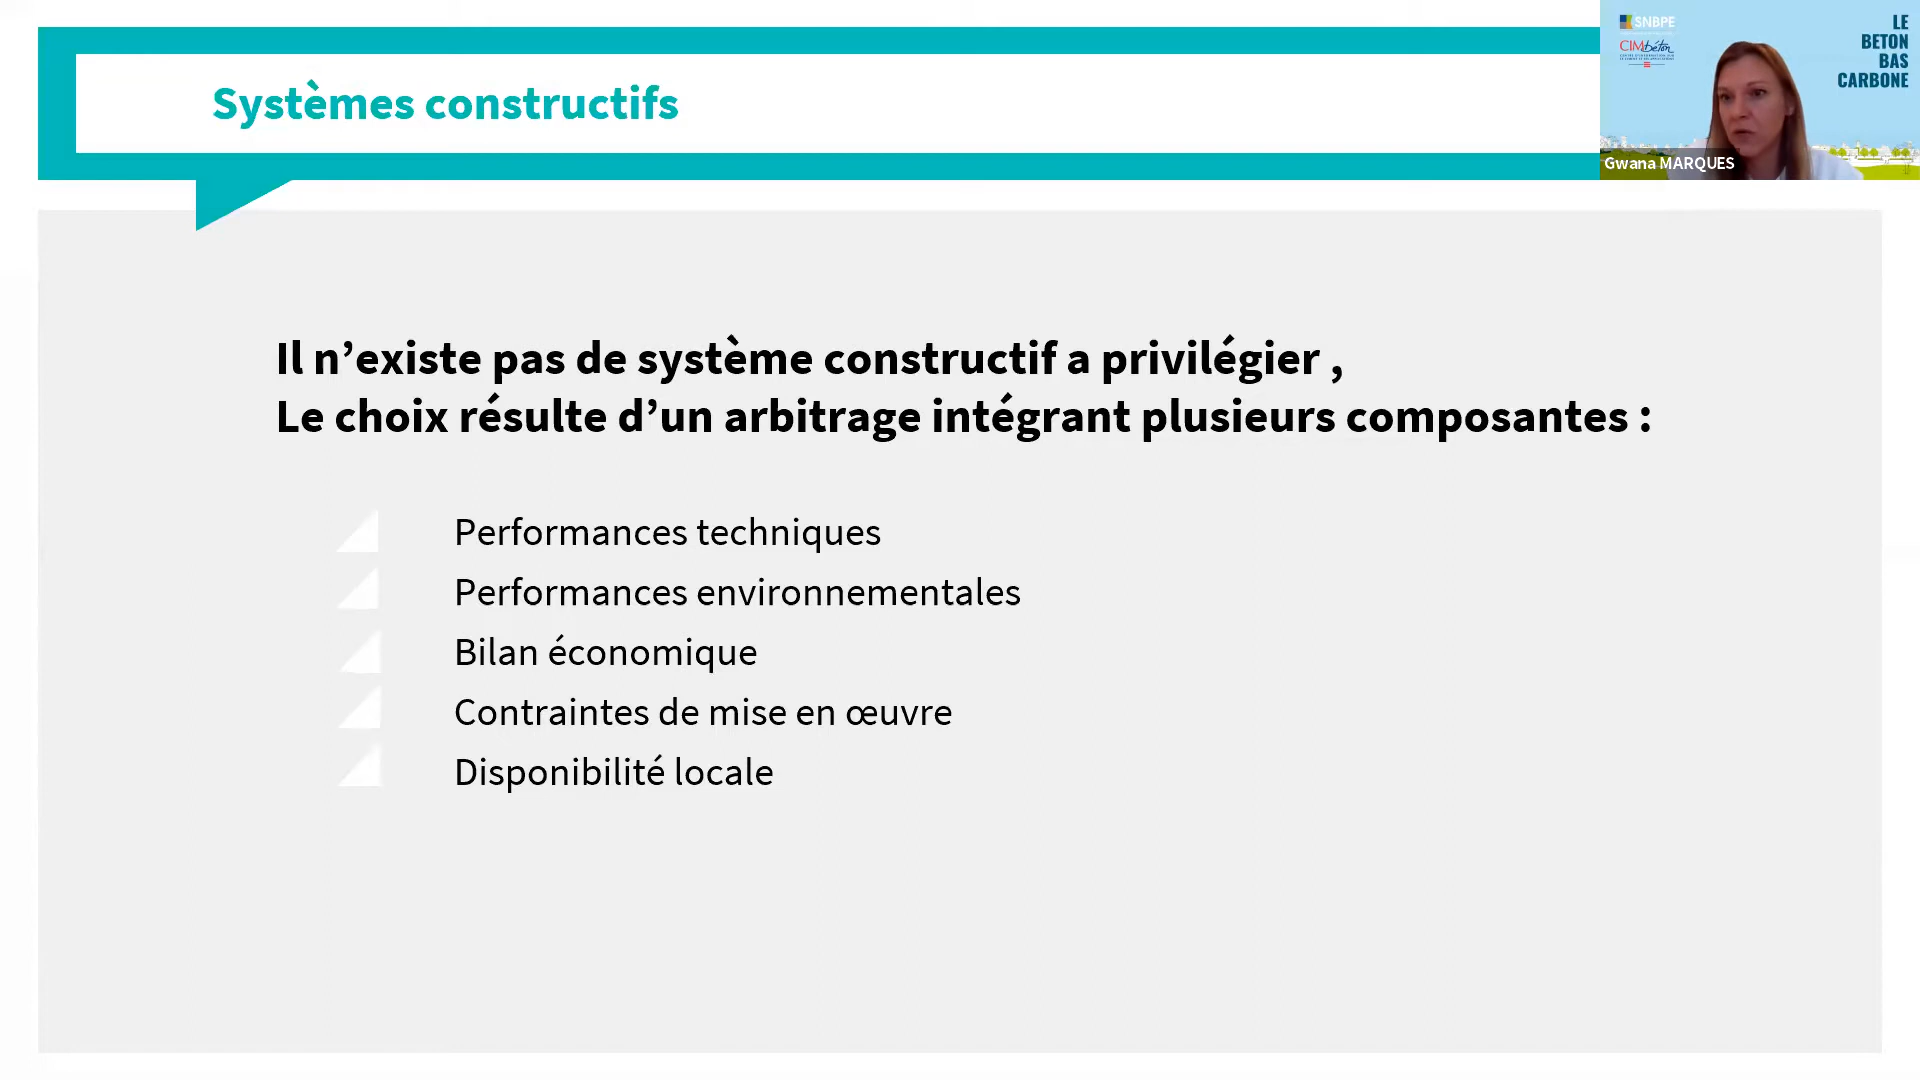 Systèmes constructifs
SNBPE
CIMbéton
LE
BETON
BAS
CARBONE
Gwana MARQUES
Il n’existe pas de système constructif a privilégier ,
Le choix résulte d’un arbitrage intégrant plusieurs composantes :
Performances techniques
Performances environnementales
Bilan économique
Contraintes de mise en œuvre
Disponibilité locale